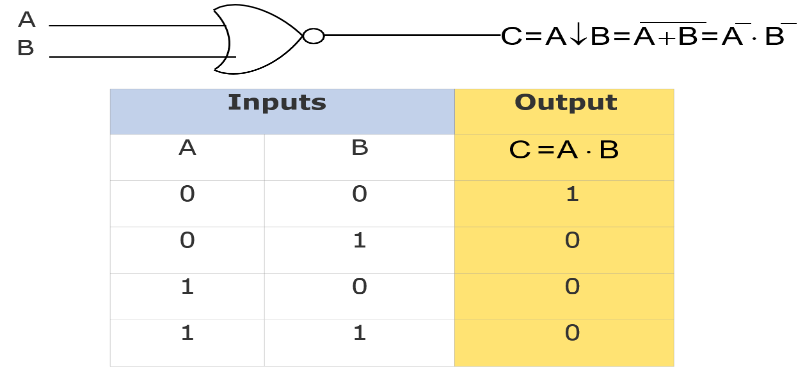 A
B
C=A↓B=A̅+̅B̅=A̅ · B̅
Inputs Output
A B C =A · B
0 0 1
0 1 0
1 0 0
1 1 0